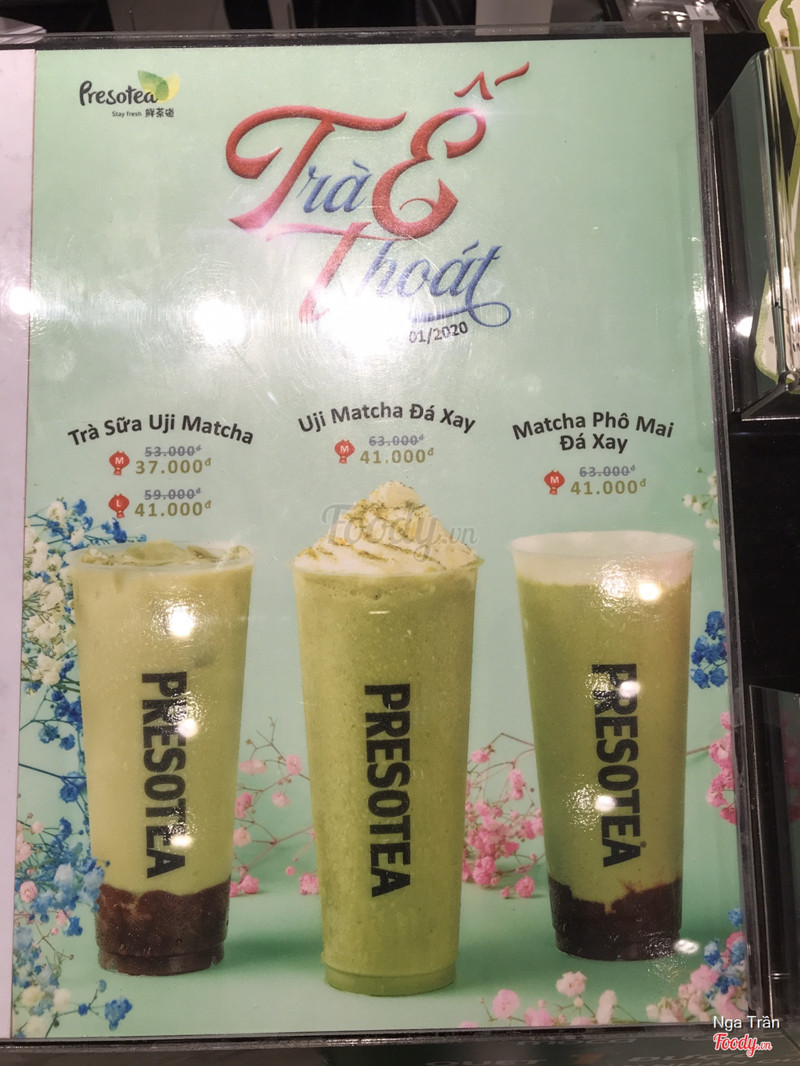 Presotea
Stay fresh 鮮茶道
Trà Ế
Thoát
01/2020
Trà Sữa Uji Matcha
M 53.000đ
37.000đ
L 59.000đ
41.000đ
Uji Matcha Đá Xay
M 63.000đ
41.000đ
Matcha Phô Mai
Đá Xay
M 63.000đ
41.000đ
Foody.vn
PRESOTEA
PRESOTEA
PRESOTEA
Nga Trần
Foody.vn